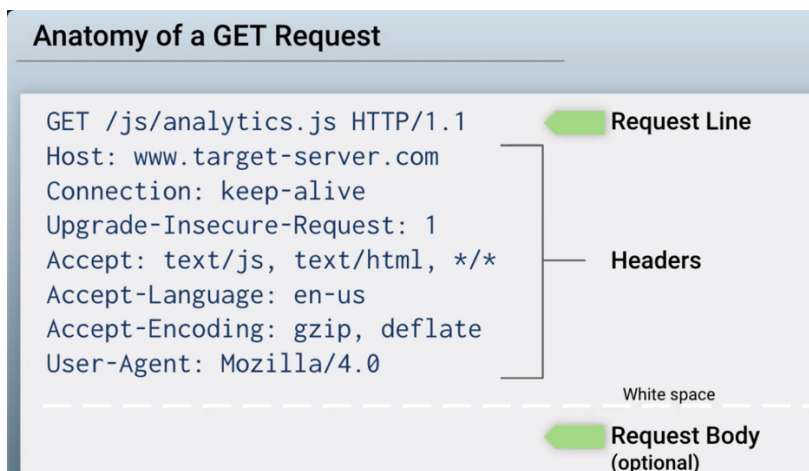 Anatomy of a GET Request
GET /js/analytics.js HTTP/1.1
Request Line
Host: www.target-server.com
Connection: keep-alive
Upgrade-Insecure-Request: 1
Accept: text/js, text/html, */*
Headers
Accept-Language: en-us
Accept-Encoding: gzip, deflate
User-Agent: Mozilla/4.0
White space
Request Body
(optional)